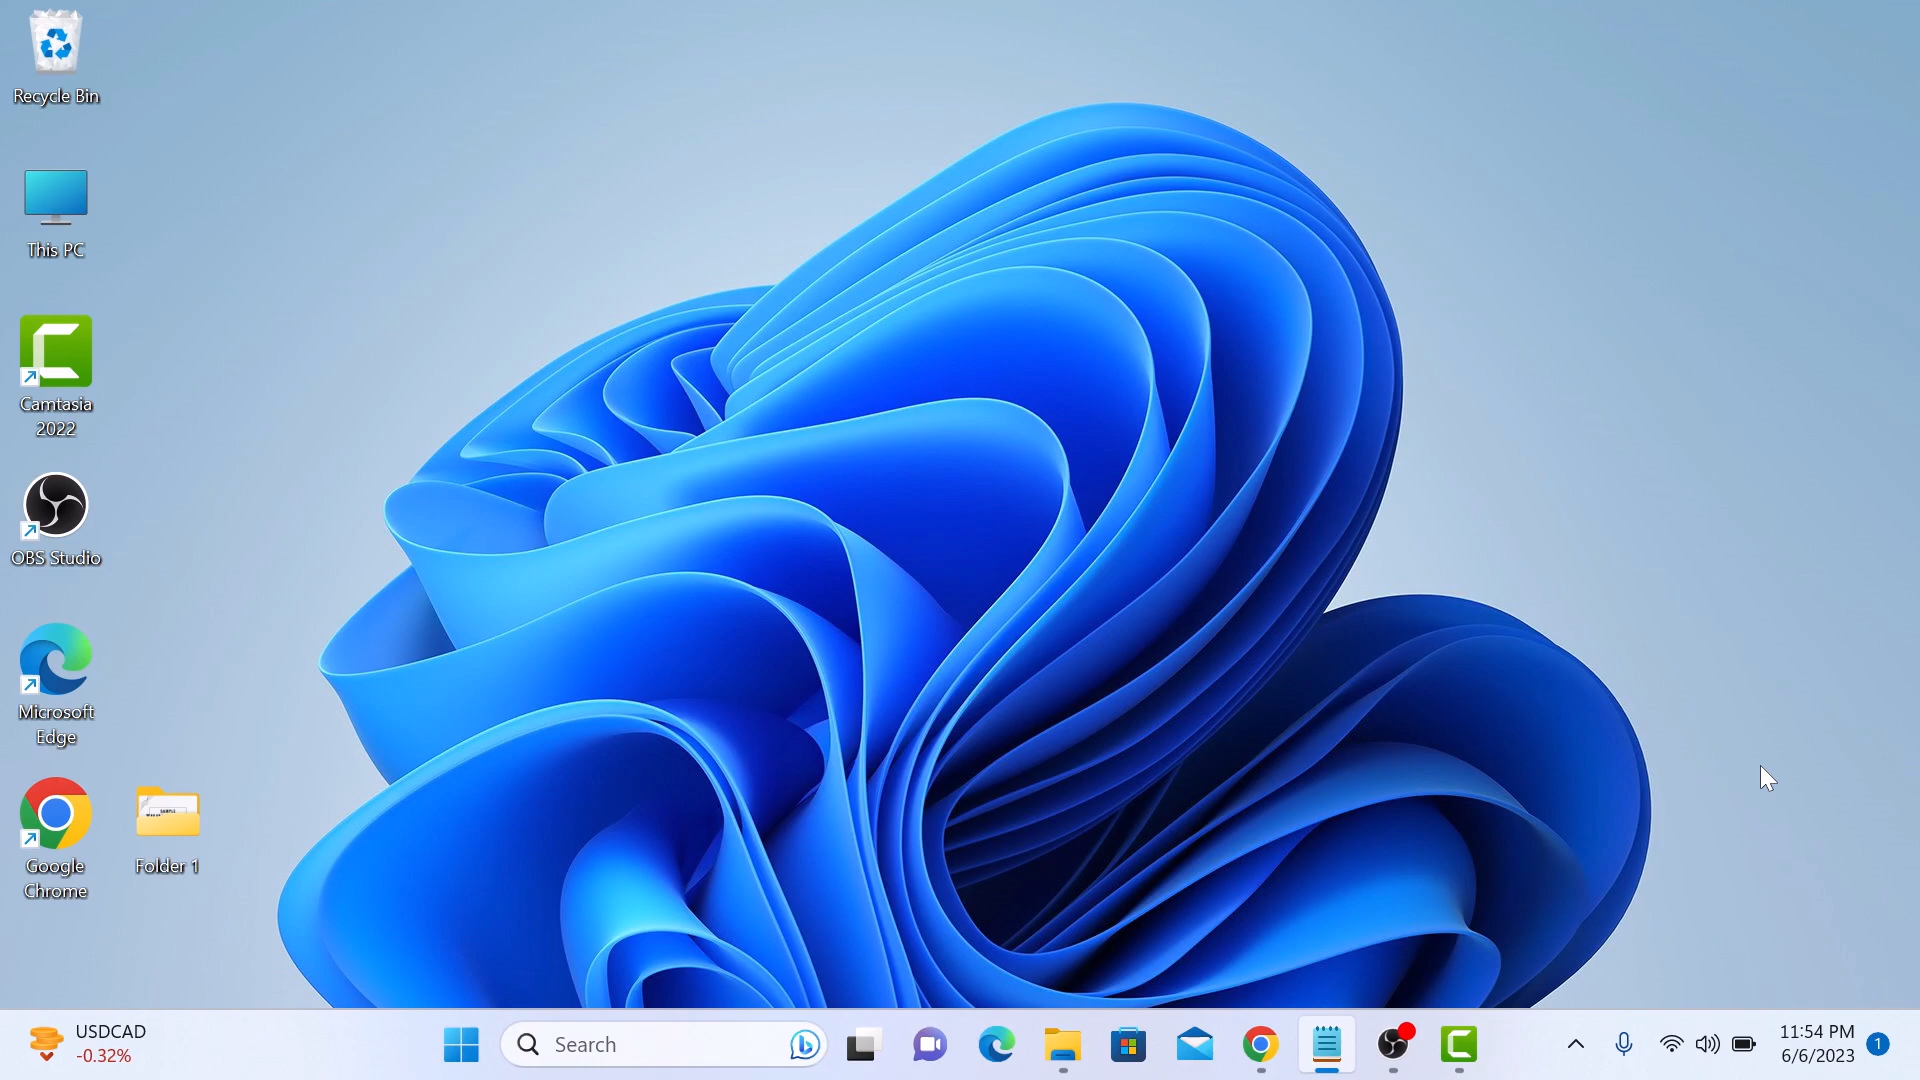 Recycle Bin
This PC
Camtasia
2022
OBS Studio
Microsoft
Edge
Google
Chrome
Folder 1
USDCAD
-0.32%
Search
11:54 PM
6/6/2023
1